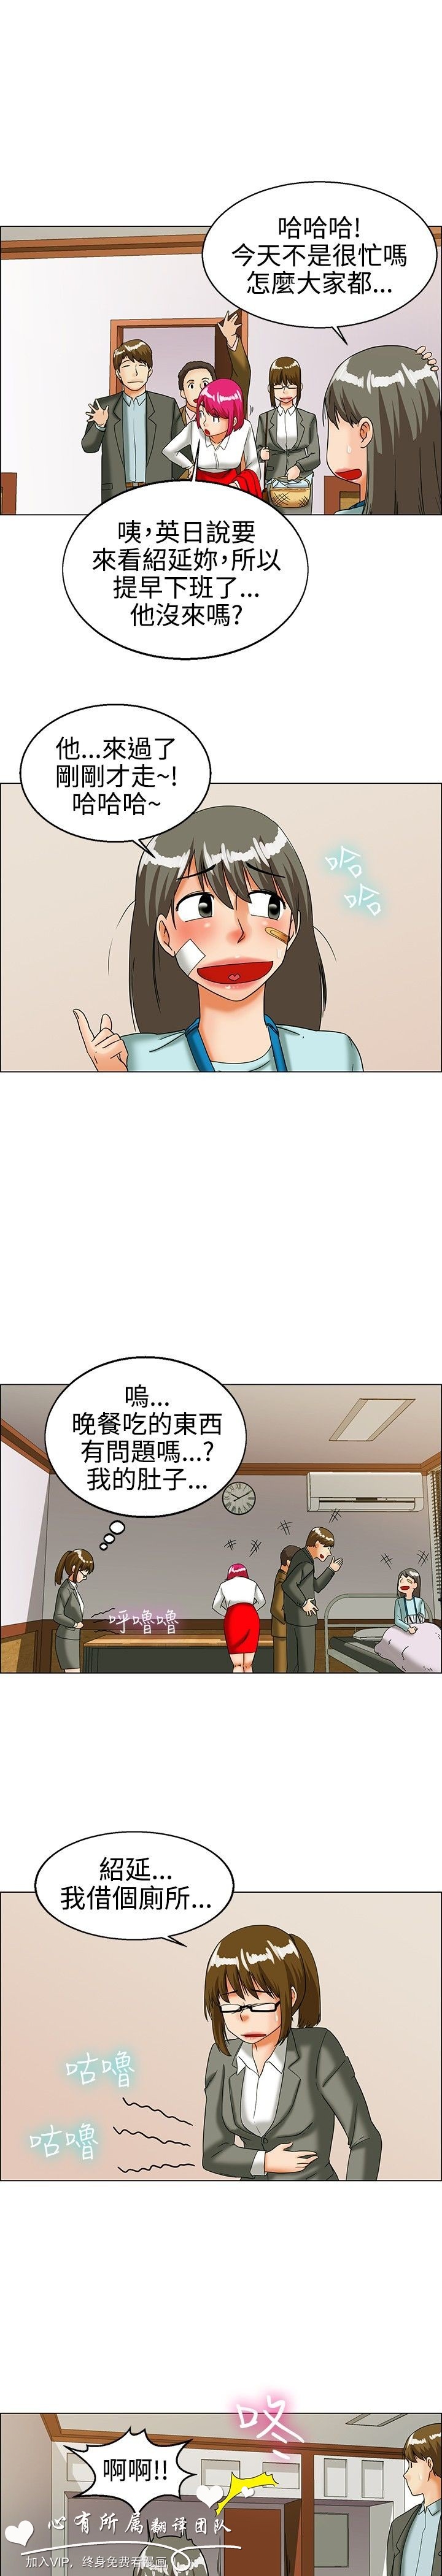 哈哈哈!
今天不是很忙嗎
怎麼大家都...
咦,英日說要
來看紹延妳,所以
提早下班了...
他沒來嗎?
他...來過了
剛剛才走~!
哈哈哈~
哈
哈
嗚...
晚餐吃的東西
有問題嗎...?
我的肚子...
呼嚕嚕
紹延...
我借個廁所...
咕嚕
咕嚕
咚
啊啊!!
心有所属翻译团队
加入VIP，终身免费看漫画